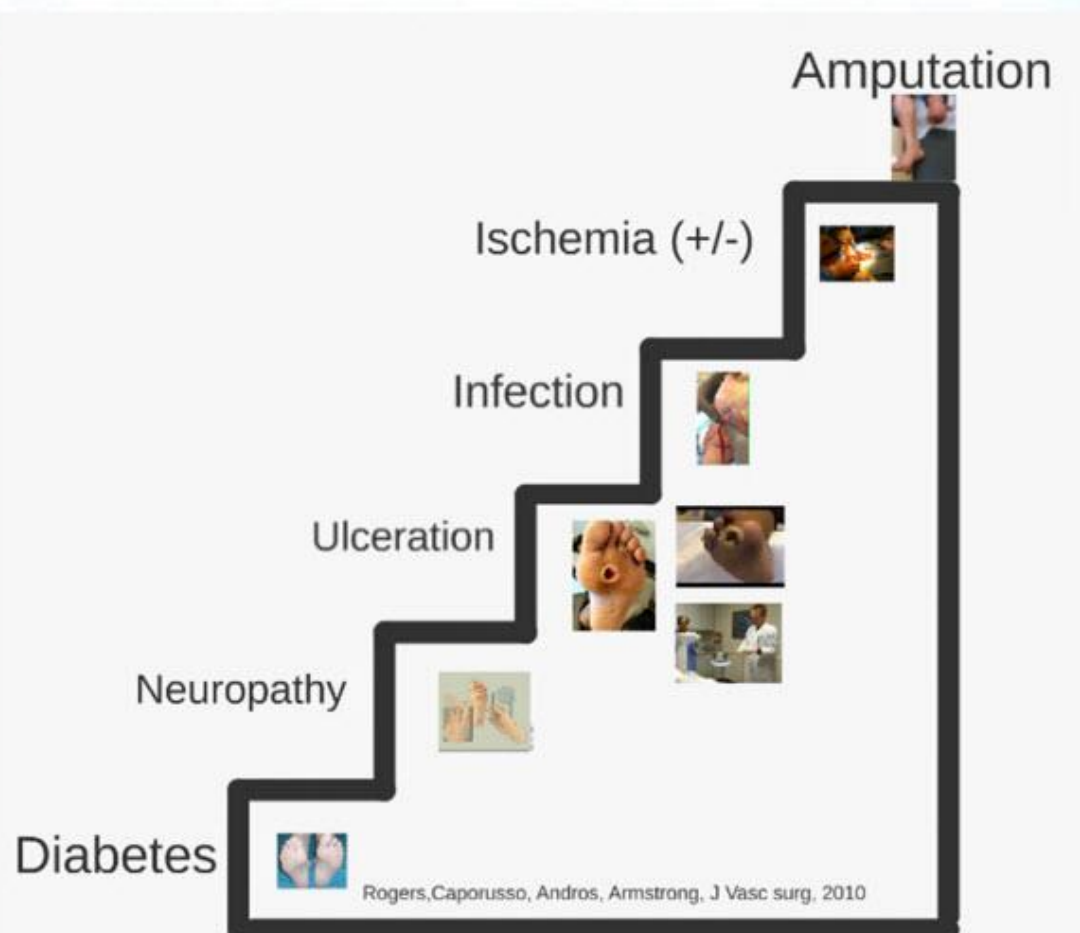 Amputation
Ischemia (+/-)
Infection
Ulceration
Neuropathy
Diabetes
Rogers,Caporusso, Andros, Armstrong, J Vasc surg, 2010